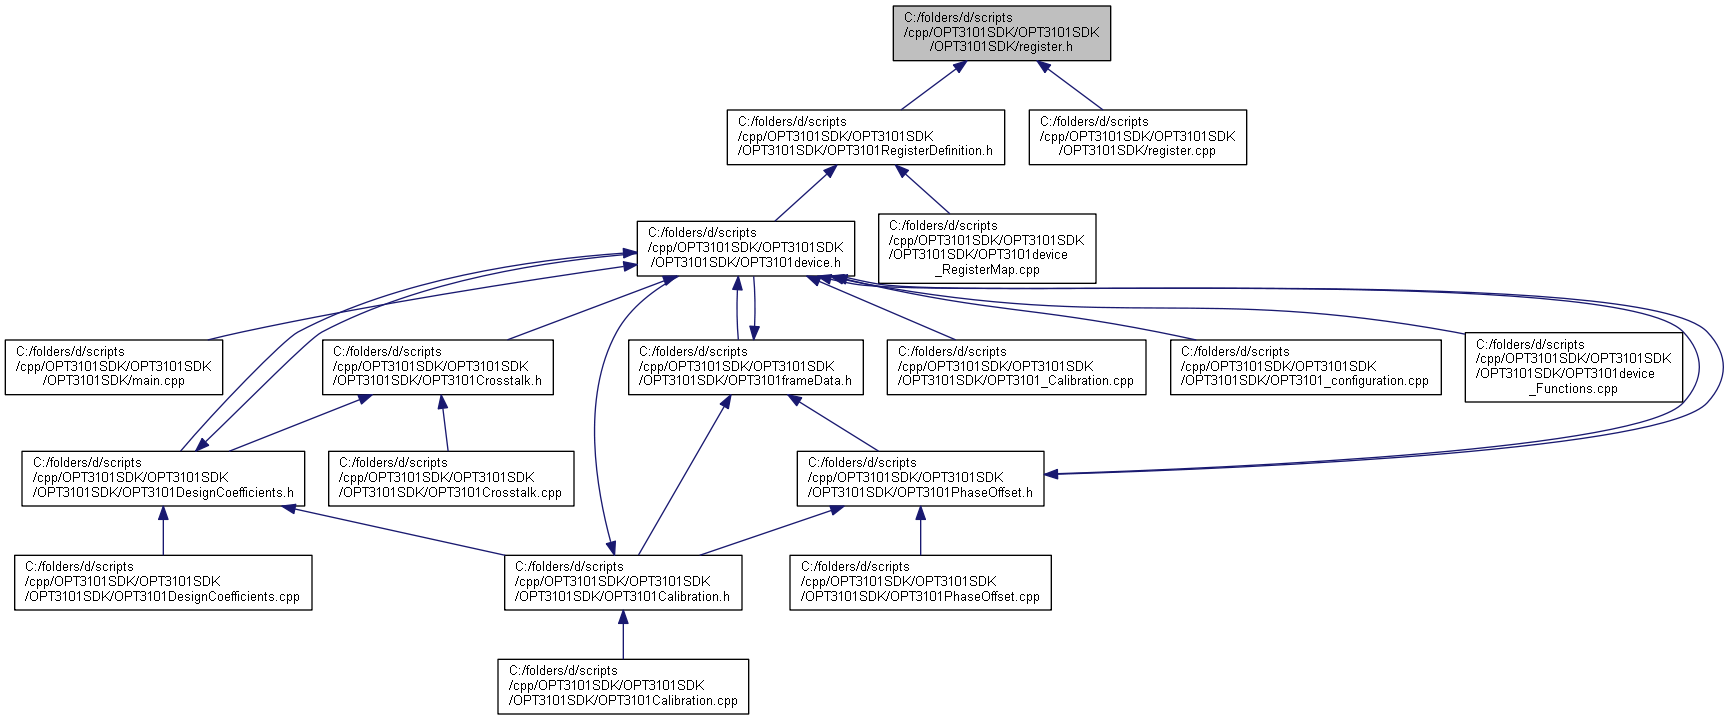 C:/folders/d/scripts
/cpp/OPT3101SDK/OPT3101SDK
/OPT3101SDK/register.h
C:/folders/d/scripts
/cpp/OPT3101SDK/OPT3101SDK
/OPT3101SDK/OPT3101RegisterDefinition.h
C:/folders/d/scripts
/cpp/OPT3101SDK/OPT3101SDK
/OPT3101SDK/register.cpp
C:/folders/d/scripts
/cpp/OPT3101SDK/OPT3101SDK
/OPT3101SDK/OPT3101device.h
C:/folders/d/scripts
/cpp/OPT3101SDK/OPT3101SDK
/OPT3101SDK/OPT3101device
_RegisterMap.cpp
C:/folders/d/scripts
/cpp/OPT3101SDK/OPT3101SDK
/OPT3101SDK/main.cpp
C:/folders/d/scripts
/cpp/OPT3101SDK/OPT3101SDK
/OPT3101SDK/OPT3101Crosstalk.h
C:/folders/d/scripts
/cpp/OPT3101SDK/OPT3101SDK
/OPT3101SDK/OPT3101frameData.h
C:/folders/d/scripts
/cpp/OPT3101SDK/OPT3101SDK
/OPT3101SDK/OPT3101_Calibration.cpp
C:/folders/d/scripts
/cpp/OPT3101SDK/OPT3101SDK
/OPT3101SDK/OPT3101_configuration.cpp
C:/folders/d/scripts
/cpp/OPT3101SDK/OPT3101SDK
/OPT3101SDK/OPT3101device
_Functions.cpp
C:/folders/d/scripts
/cpp/OPT3101SDK/OPT3101SDK
/OPT3101SDK/OPT3101DesignCoefficients.h
C:/folders/d/scripts
/cpp/OPT3101SDK/OPT3101SDK
/OPT3101SDK/OPT3101Crosstalk.cpp
C:/folders/d/scripts
/cpp/OPT3101SDK/OPT3101SDK
/OPT3101SDK/OPT3101PhaseOffset.h
C:/folders/d/scripts
/cpp/OPT3101SDK/OPT3101SDK
/OPT3101SDK/OPT3101DesignCoefficients.cpp
C:/folders/d/scripts
/cpp/OPT3101SDK/OPT3101SDK
/OPT3101SDK/OPT3101Calibration.h
C:/folders/d/scripts
/cpp/OPT3101SDK/OPT3101SDK
/OPT3101SDK/OPT3101PhaseOffset.cpp
C:/folders/d/scripts
/cpp/OPT3101SDK/OPT3101SDK
/OPT3101SDK/OPT3101Calibration.cpp